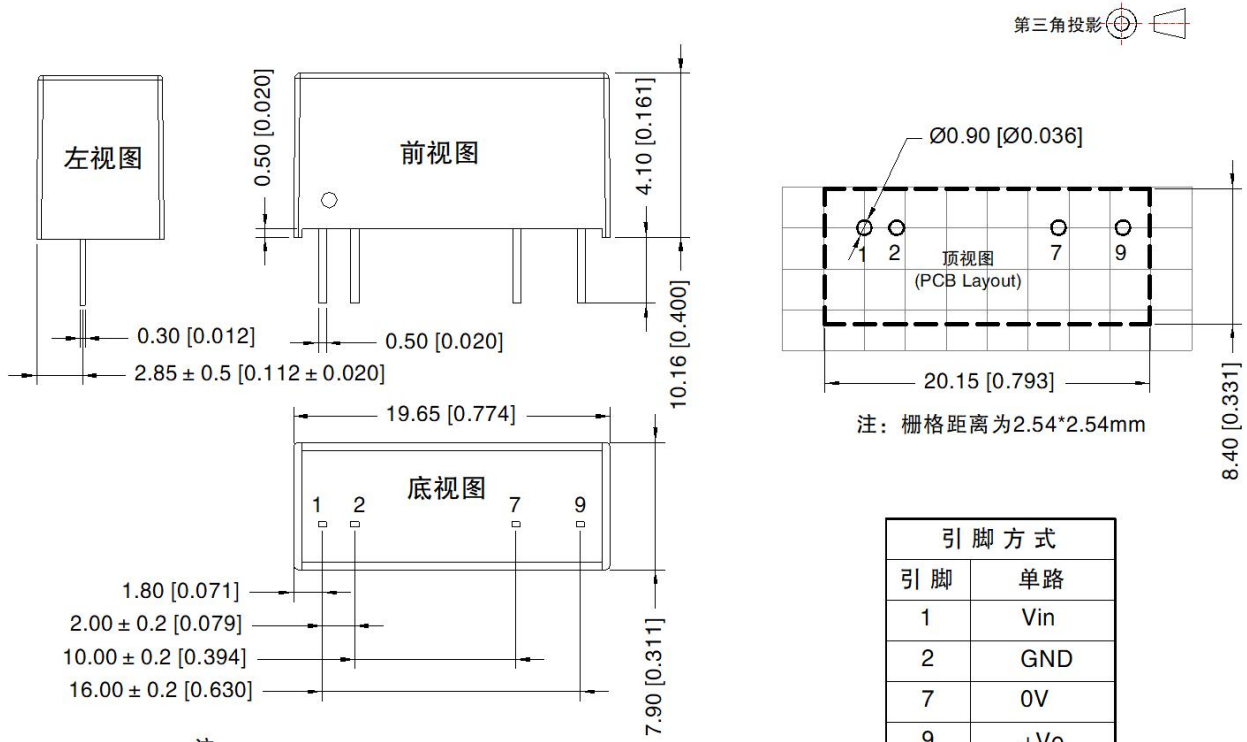 第三角投影
左视图
前视图
0.50 [0.020]
4.10 [0.161]
10.16 [0.400]
0.30 [0.012]
0.50 [0.020]
2.85 ± 0.5 [0.112 ± 0.020]
19.65 [0.774]
底视图
1 2 7 9
1.80 [0.071]
2.00 ± 0.2 [0.079]
10.00 ± 0.2 [0.394]
16.00 ± 0.2 [0.630]
7.90 [0.311]
Ø0.90 [Ø0.036]
1 2 7 9
顶视图
(PCB Layout)
20.15 [0.793]
8.40 [0.331]
注：栅格距离为2.54*2.54mm
引脚方式
引脚 单路
1 Vin
2 GND
7 0V
9 +Vo